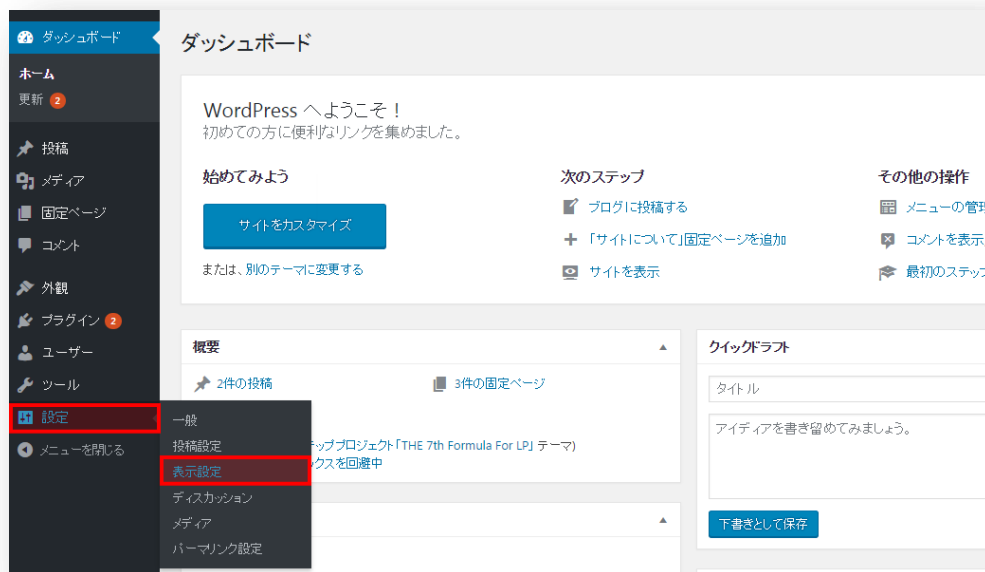 ダッシュボード
ホーム
更新 2
投稿
メディア
固定ページ
コメント
外観
プラグイン 2
ユーザー
ツール
設定
メニューを閉じる
一般
投稿設定
表示設定
ディスカッション
メディア
パーマリンク設定
ダッシュボード
WordPress へようこそ！
初めての方に便利なリンクを集めました。
始めてみよう
サイトをカスタマイズ
または、別のテーマに変更する
次のステップ
ブログに投稿する
「サイトについて」固定ページを追加
サイトを表示
その他の操作
メニューの管理
コメントを表示
最初のステップ
概要
2件の投稿
3件の固定ページ
ッププロジェクト「THE 7th Formula For LP」 テーマ)
クスを回避中
クイックドラフト
タイトル
アイディアを書き留めてみましょう。
下書きとして保存